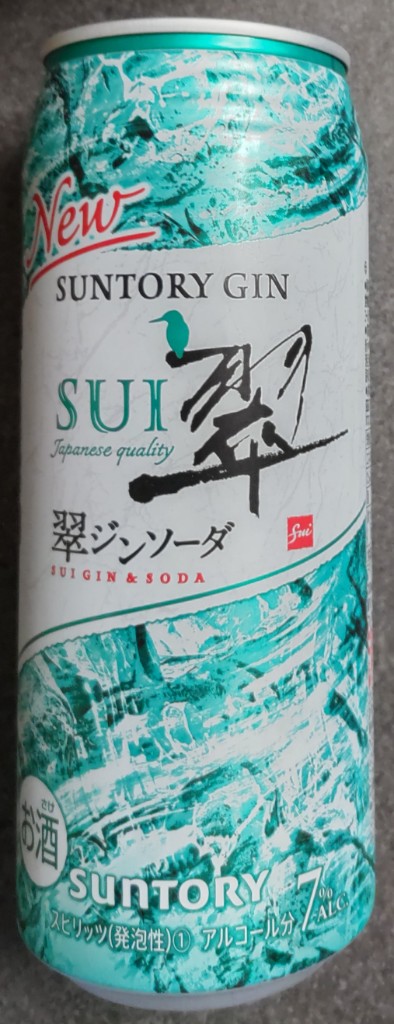 New
SUNTORY GIN
SUI 翠
Japanese quality
翠ジンソーダ
SUI GIN & SODA
Sui
さけ
お酒
SUNTORY
スピリッツ(発泡性)① アルコール分 7% ALC.